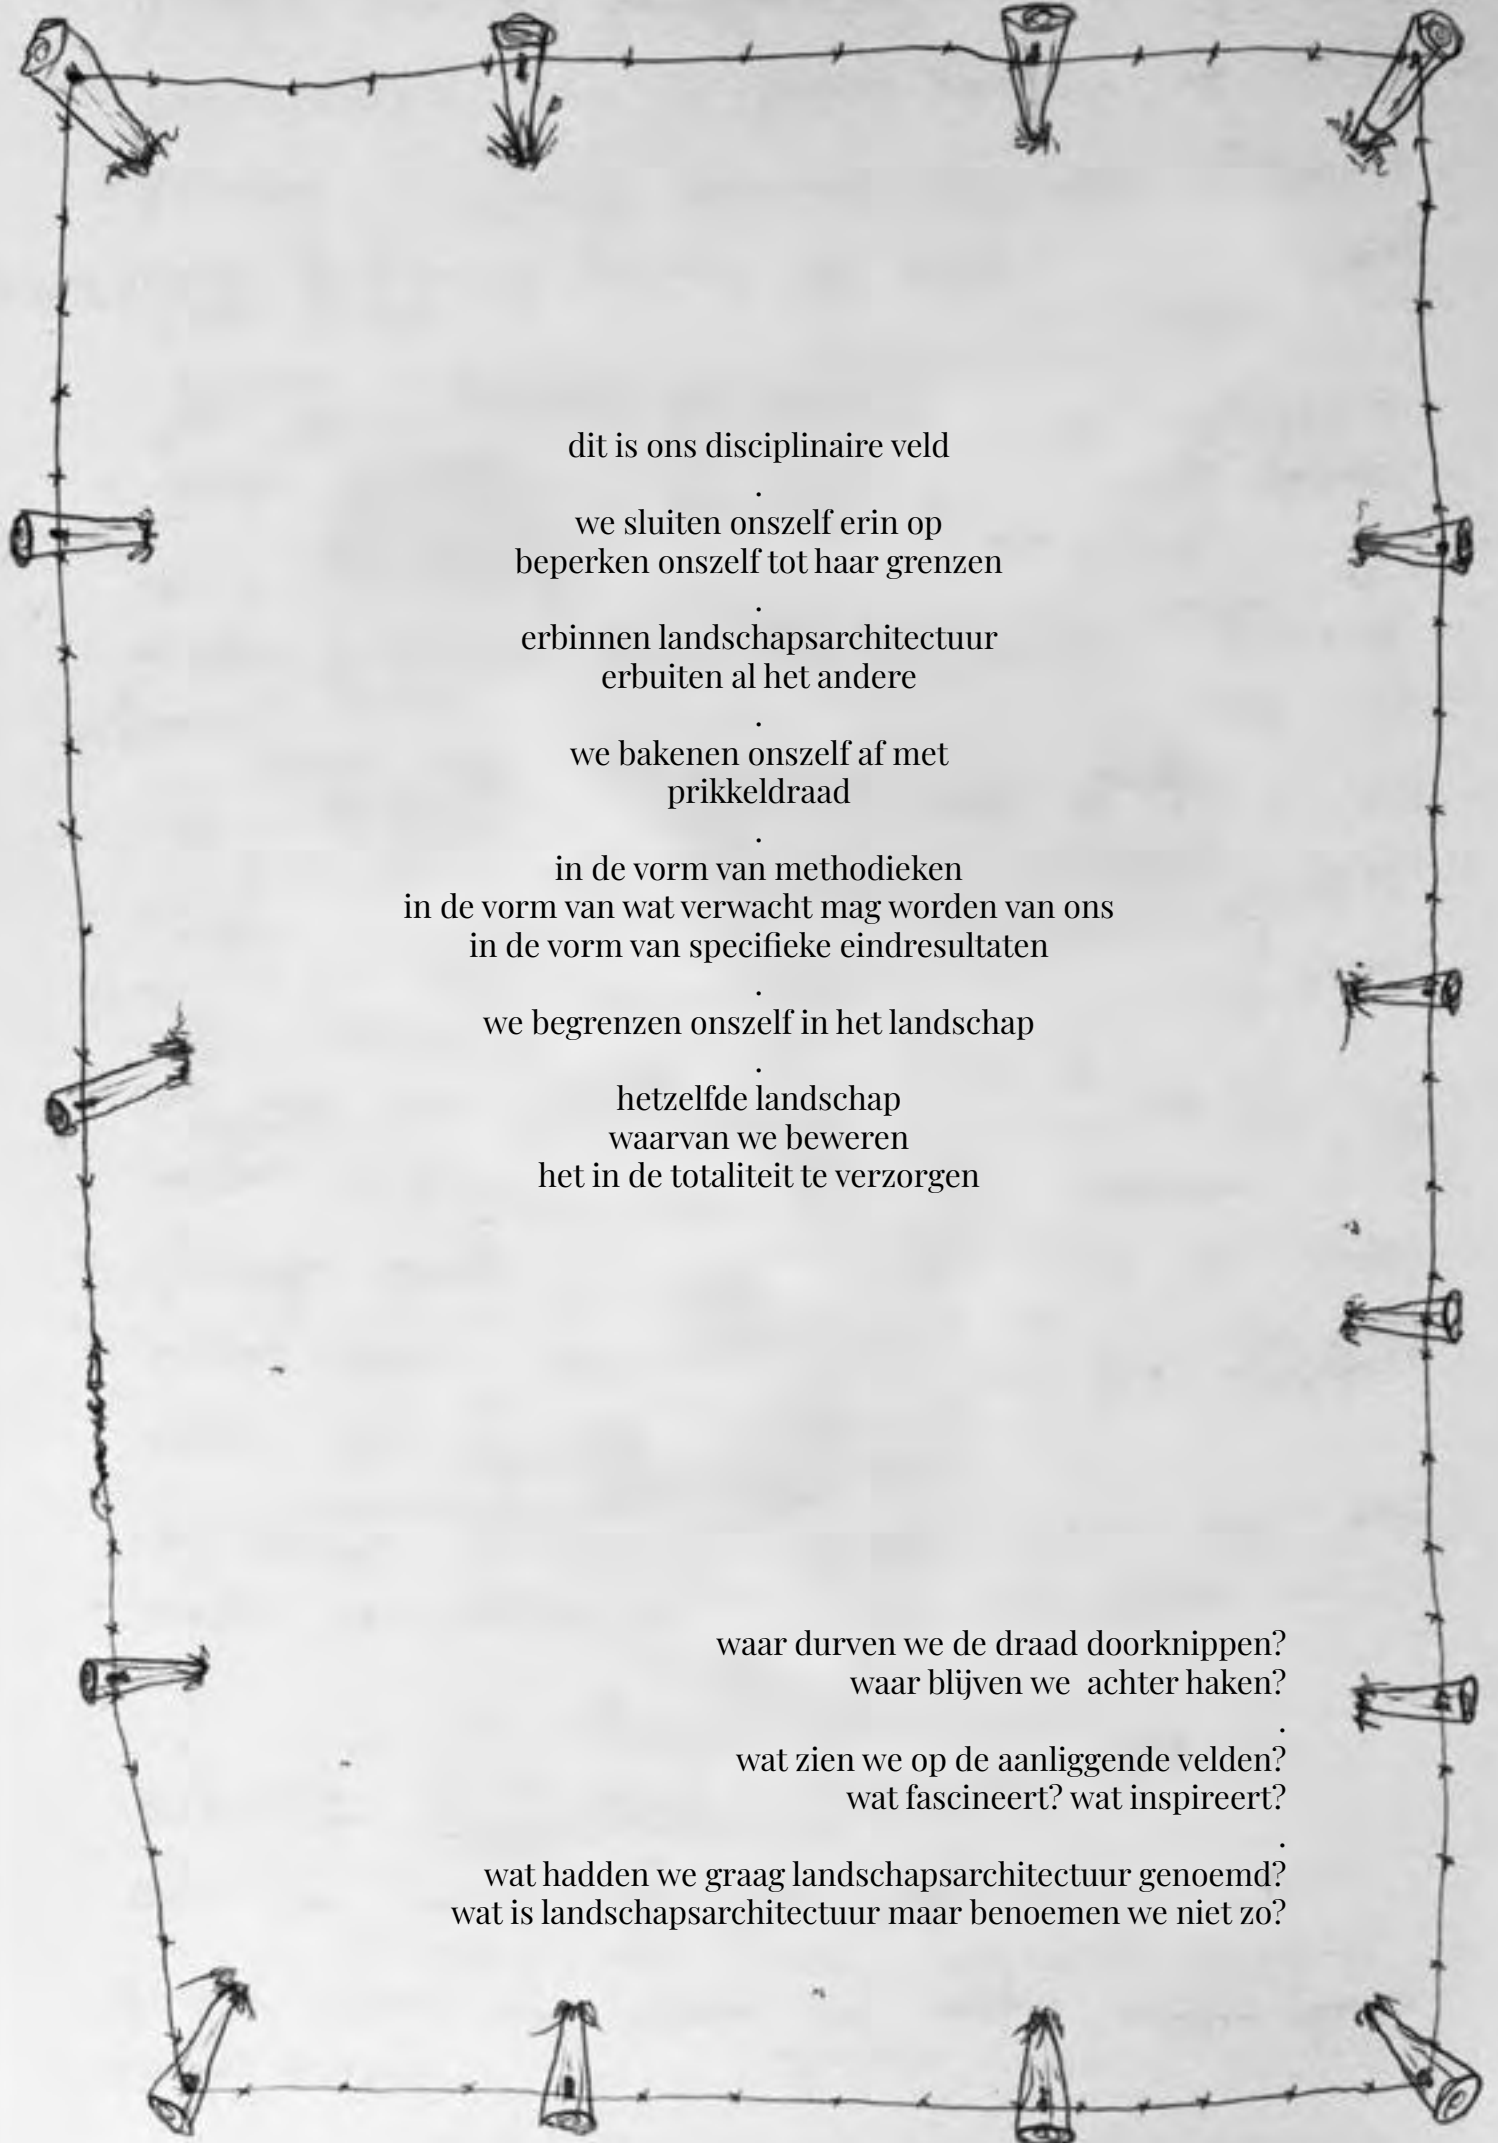 dit is ons disciplinaire veld
.
we sluiten onszelf erin op
beperken onszelf tot haar grenzen
.
erbinnen landschapsarchitectuur
erbuiten al het andere
.
we bakenen onszelf af met
prikkeldraad
.
in de vorm van methodieken
in de vorm van wat verwacht mag worden van ons
in de vorm van specifieke eindresultaten
.
we begrenzen onszelf in het landschap
.
hetzelfde landschap
waarvan we beweren
het in de totaliteit te verzorgen
waar durven we de draad doorknippen?
waar blijven we  achter haken?
.
wat zien we op de aanliggende velden?
wat fascineert? wat inspireert?
.
wat hadden we graag landschapsarchitectuur genoemd?
wat is landschapsarchitectuur maar benoemen we niet zo?